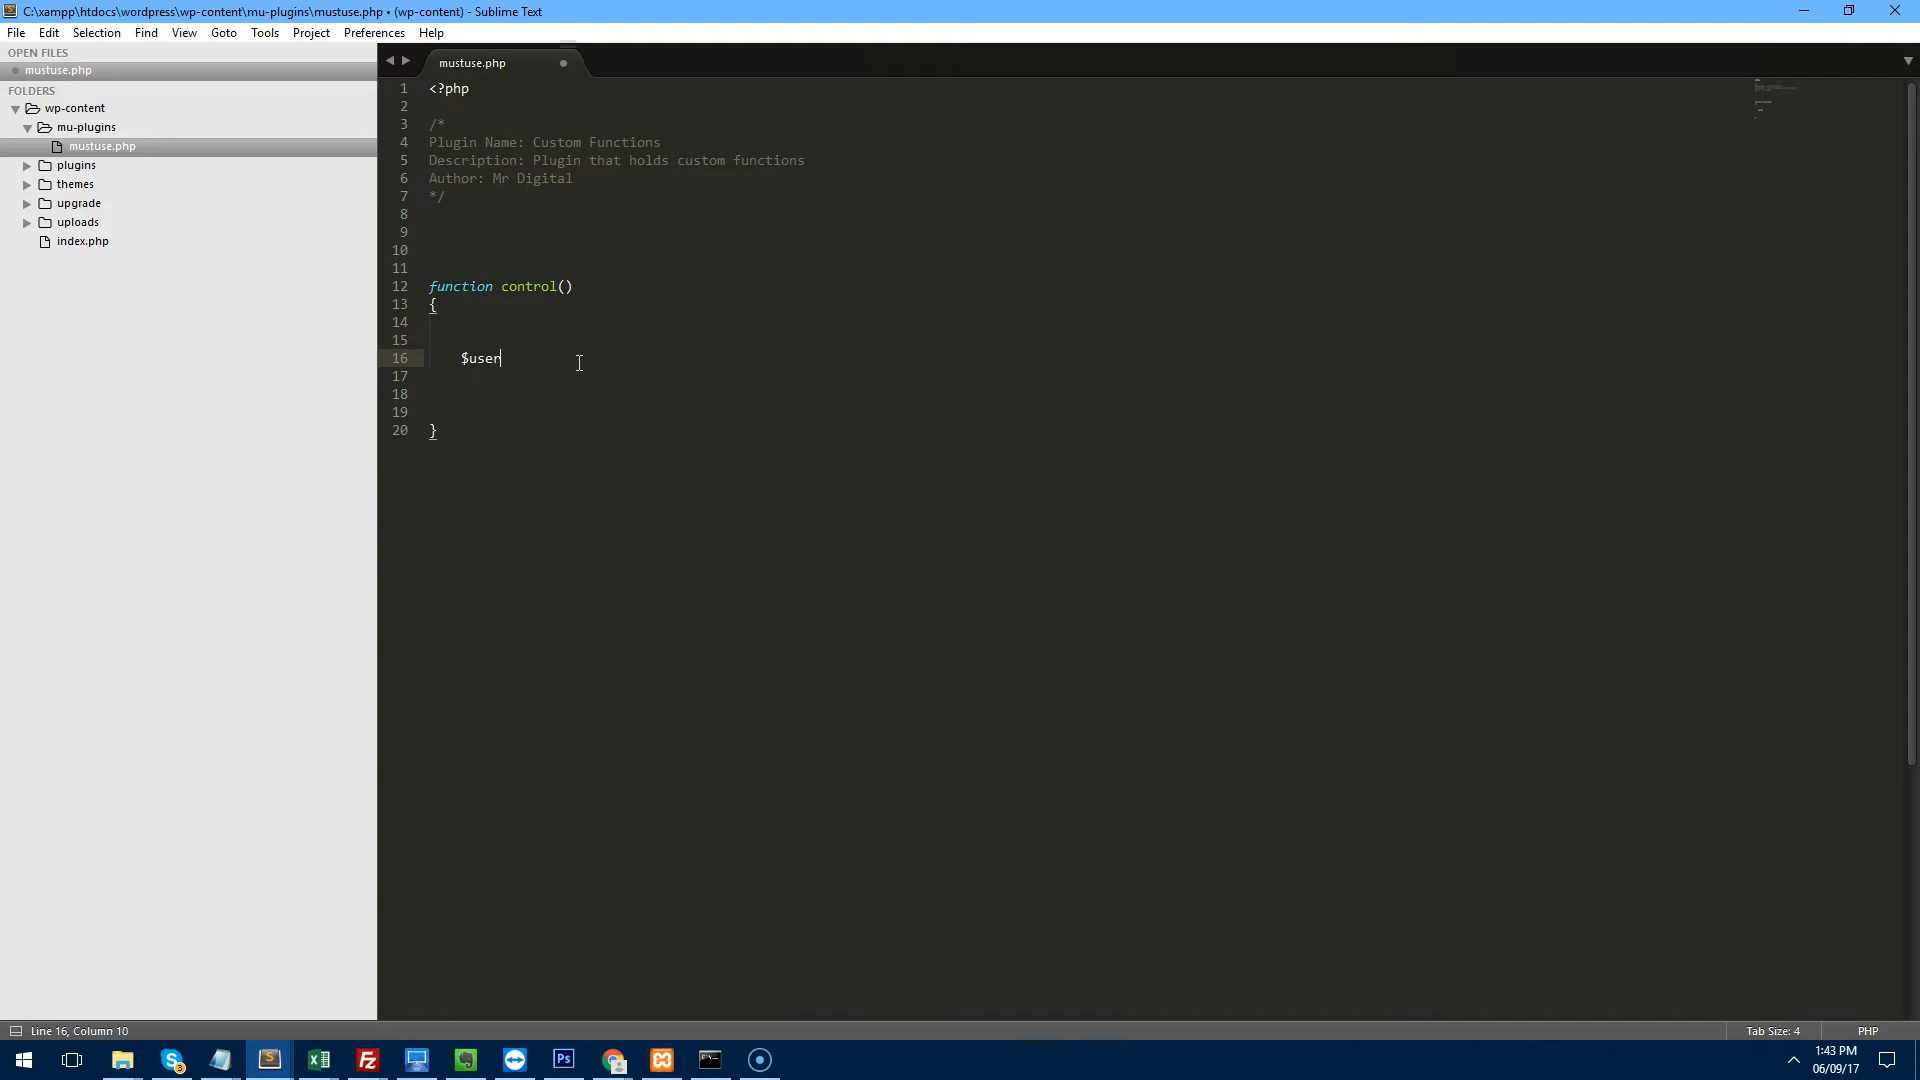 C:\xampp\htdocs\wordpress\wp-content\mu-plugins\mustuse.php • (wp-content) - Sublime Text
File Edit Selection Find View Goto Tools Project Preferences Help
OPEN FILES
mustuse.php
FOLDERS
wp-content
mu-plugins
mustuse.php
plugins
themes
upgrade
uploads
index.php
mustuse.php
1 <?php
2
3 /*
4 Plugin Name: Custom Functions
5 Description: Plugin that holds custom functions
6 Author: Mr Digital
7 */
8
9
10
11
12 function control()
13 {
14
15
16 $user
17
18
19
20 }
Line 16, Column 10
Tab Size: 4
PHP
S 3 S Fz Ps
1:43 PM
06/09/17